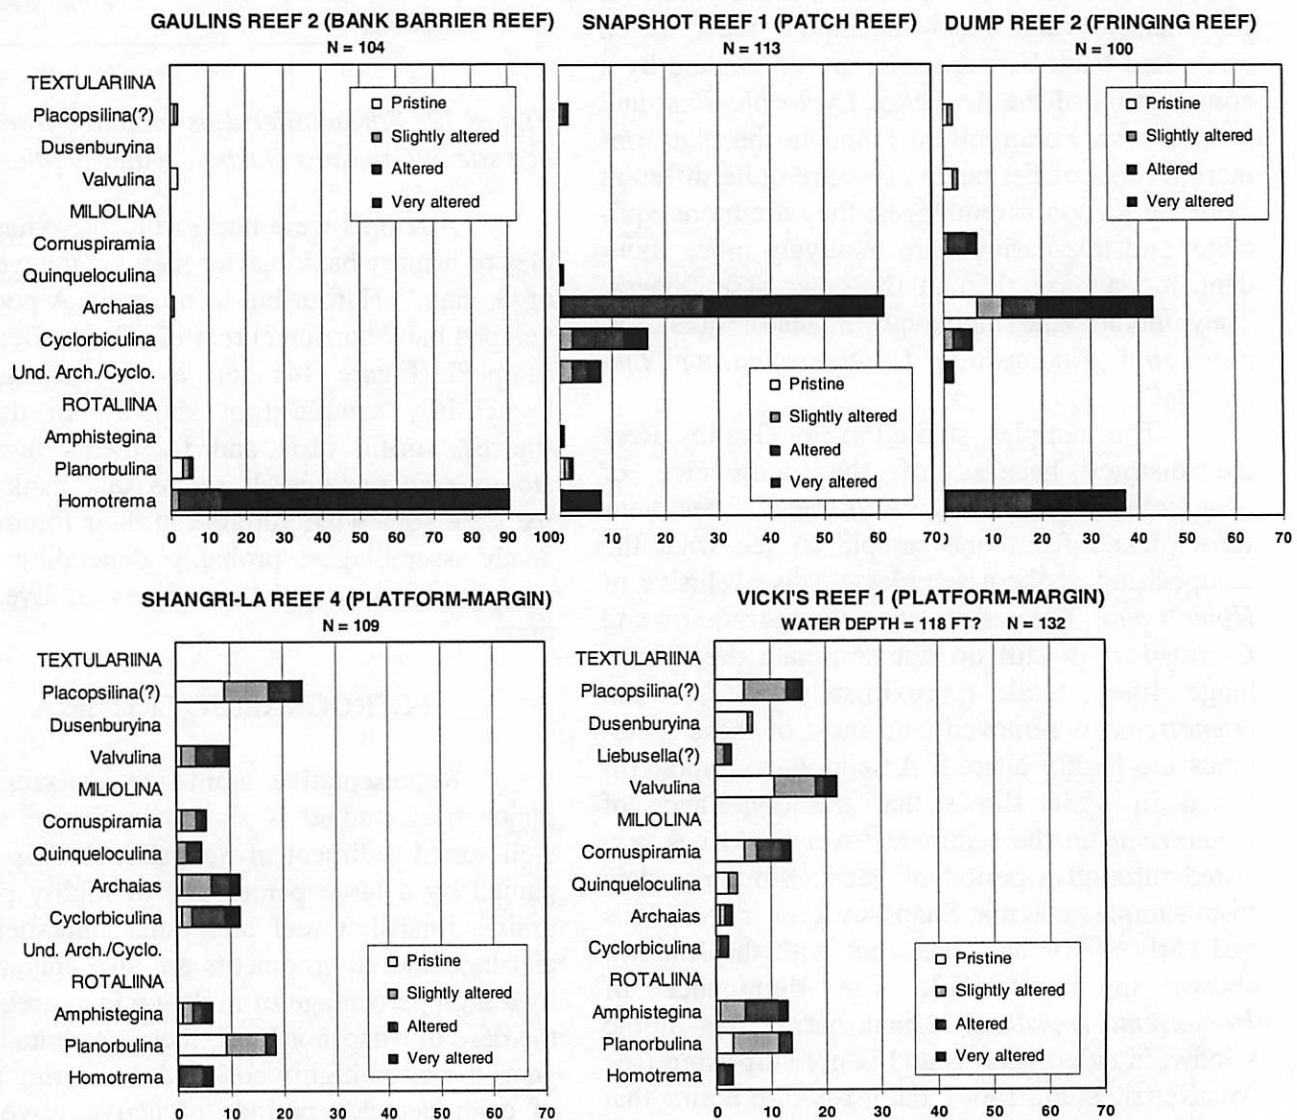 GAULINS REEF 2 (BANK BARRIER REEF)
N = 104
TEXTULARIINA
Placopsilina(?)
Dusenburyina
Valvulina
MILIOLINA
Cornuspiramia
Quinqueloculina
Archaias
Cyclorbiculina
Und. Arch./Cyclo.
ROTALIINA
Amphistegina
Planorbulina
Homotrema
Pristine
Slightly altered
Altered
Very altered
0 10 20 30 40 50 60 70 80 90 100
SNAPSHOT REEF 1 (PATCH REEF)
N = 113
Pristine
Slightly altered
Altered
Very altered
0 10 20 30 40 50 60 70
DUMP REEF 2 (FRINGING REEF)
N = 100
Pristine
Slightly altered
Altered
Very altered
0 10 20 30 40 50 60 70
SHANGRI-LA REEF 4 (PLATFORM-MARGIN)
N = 109
TEXTULARIINA
Placopsilina(?)
Dusenburyina
Valvulina
MILIOLINA
Cornuspiramia
Quinqueloculina
Archaias
Cyclorbiculina
Und. Arch./Cyclo.
ROTALIINA
Amphistegina
Planorbulina
Homotrema
Pristine
Slightly altered
Altered
Very altered
0 10 20 30 40 50 60 70
VICKI'S REEF 1 (PLATFORM-MARGIN)
WATER DEPTH = 118 FT? N = 132
TEXTULARIINA
Placopsilina(?)
Dusenburyina
Liebusella(?)
Valvulina
MILIOLINA
Cornuspiramia
Quinqueloculina
Archaias
Cyclorbiculina
ROTALIINA
Amphistegina
Planorbulina
Homotrema
Pristine
Slightly altered
Altered
Very altered
0 10 20 30 40 50 60 70